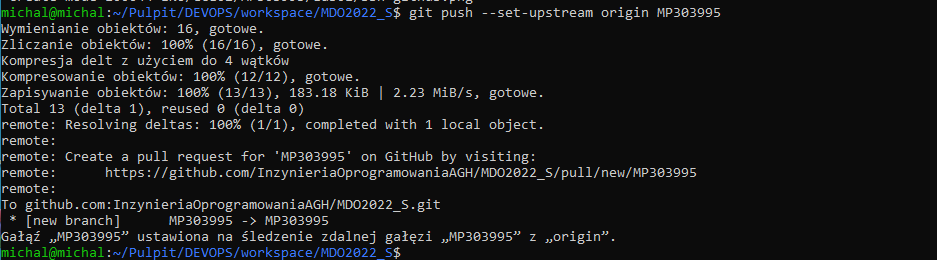 michal@michal:~/Pulpit/DEVOPS/workspace/MDO2022_S$ git push --set-upstream origin MP303995
Wymienianie obiektów: 16, gotowe.
Zliczanie obiektów: 100% (16/16), gotowe.
Kompresja delt z użyciem do 4 wątków
Kompresowanie obiektów: 100% (12/12), gotowe.
Zapisywanie obiektów: 100% (13/13), 183.18 KiB | 2.23 MiB/s, gotowe.
Total 13 (delta 1), reused 0 (delta 0)
remote: Resolving deltas: 100% (1/1), completed with 1 local object.
remote:
remote: Create a pull request for 'MP303995' on GitHub by visiting:
remote:      https://github.com/InzynieriaOprogramowaniaAGH/MDO2022_S/pull/new/MP303995
remote:
To github.com:InzynieriaOprogramowaniaAGH/MDO2022_S.git
 * [new branch]      MP303995 -> MP303995
Gałąź „MP303995” ustawiona na śledzenie zdalnej gałęzi „MP303995” z „origin”.
michal@michal:~/Pulpit/DEVOPS/workspace/MDO2022_S$